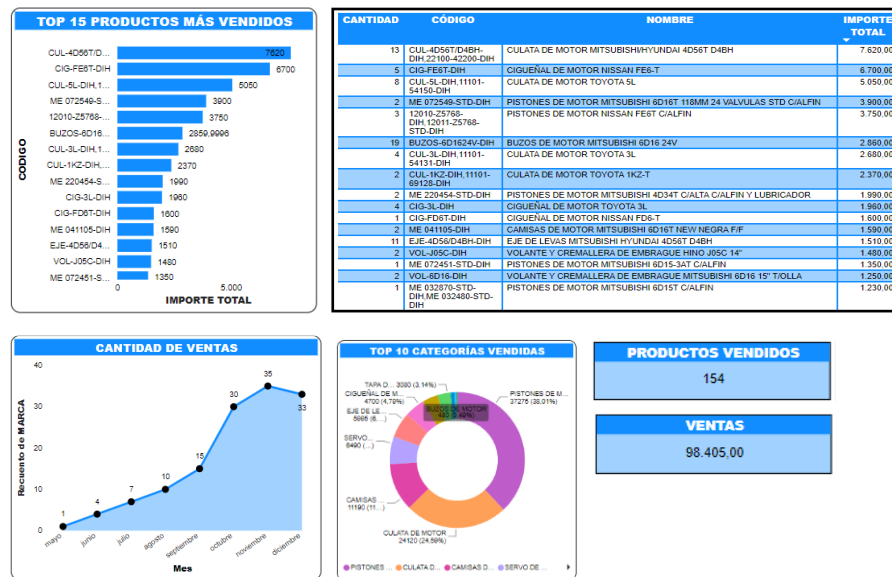 TOP 15 PRODUCTOS MÁS VENDIDOS
CODIGO
CUL-4D56T/D...
7620
CIG-FE6T-DIH
6700
CUL-5L-DIH,1...
5050
ME 072549-S...
3900
12010-Z5768-...
3750
BUZOS-6D16...
2859,9996
CUL-3L-DIH,1...
2680
CUL-1KZ-DIH,...
2370
ME 220454-S...
1990
CIG-3L-DIH
1960
CIG-FD6T-DIH
1600
ME 041105-DIH
1590
EJE-4D56/D4...
1510
VOL-J05C-DIH
1480
ME 072451-S...
1350
0
5.000
IMPORTE TOTAL
CANTIDAD CÓDIGO NOMBRE IMPORTE
TOTAL
13 CUL-4D56T/D4BH- CULATA DE MOTOR MITSUBISHI/HYUNDAI 4D56T D4BH 7.620,00
DIH,22100-42200-DIH
5 CIG-FE6T-DIH CIGUEÑAL DE MOTOR NISSAN FE6-T 6.700,00
8 CUL-5L-DIH,11101- CULATA DE MOTOR TOYOTA 5L 5.050,00
54150-DIH
2 ME 072549-STD-DIH PISTONES DE MOTOR MITSUBISHI 6D16T 118MM 24 VALVULAS STD C/ALFIN 3.900,00
3 12010-Z5768- PISTONES DE MOTOR NISSAN FE6T C/ALFIN 3.750,00
DIH,12011-Z5768-
STD-DIH
19 BUZOS-6D1624V-DIH BUZOS DE MOTOR MITSUBISHI 6D16 24V 2.860,00
4 CUL-3L-DIH,11101- CULATA DE MOTOR TOYOTA 3L 2.680,00
54131-DIH
2 CUL-1KZ-DIH,11101- CULATA DE MOTOR TOYOTA 1KZ-T 2.370,00
69128-DIH
2 ME 220454-STD-DIH PISTONES DE MOTOR MITSUBISHI 4D34T C/ALTA C/ALFIN Y LUBRICADOR 1.990,00
4 CIG-3L-DIH CIGUEÑAL DE MOTOR TOYOTA 3L 1.960,00
1 CIG-FD6T-DIH CIGUEÑAL DE MOTOR NISSAN FD6-T 1.600,00
2 ME 041105-DIH CAMISAS DE MOTOR MITSUBISHI 6D16T NEW NEGRA F/F 1.590,00
11 EJE-4D56/D4BH-DIH EJE DE LEVAS MITSUBISHI HYUNDAI 4D56T D4BH 1.510,00
2 VOL-J05C-DIH VOLANTE Y CREMALLERA DE EMBRAGUE HINO J05C 14" 1.480,00
1 ME 072451-STD-DIH PISTONES DE MOTOR MITSUBISHI 6D15-3AT C/ALFIN 1.350,00
2 VOL-6D16-DIH VOLANTE Y CREMALLERA DE EMBRAGUE MITSUBISHI 6D16 15" T/OLLA 1.250,00
1 ME 032870-STD- PISTONES DE MOTOR MITSUBISHI 6D15T C/ALFIN 1.230,00
DIH,ME 032480-STD-
DIH
CANTIDAD DE VENTAS
Recuento de MARCA
40
30
20
10
0
1
4
7
10
15
30
35
33
mayo
junio
julio
agosto
septiembre
octubre
noviembre
diciembre
Mes
TOP 10 CATEGORÍAS VENDIDAS
TAPA D... 3080 (3.14%)
CIGUEÑAL DE M...
4700 (4,79%)
EJE DE LE...
(6....)
SERVO...
6490 (...)
CAMISAS ...
11190 (11...)
CULATA DE MOTOR
24120 (24,59%)
PISTONES DE M...
37275 (38,01%)
BUZOS DE MOTOR
PISTONES ... CULATA D... CAMISAS D... SERVO DE ...
PRODUCTOS VENDIDOS
154
VENTAS
98.405,00